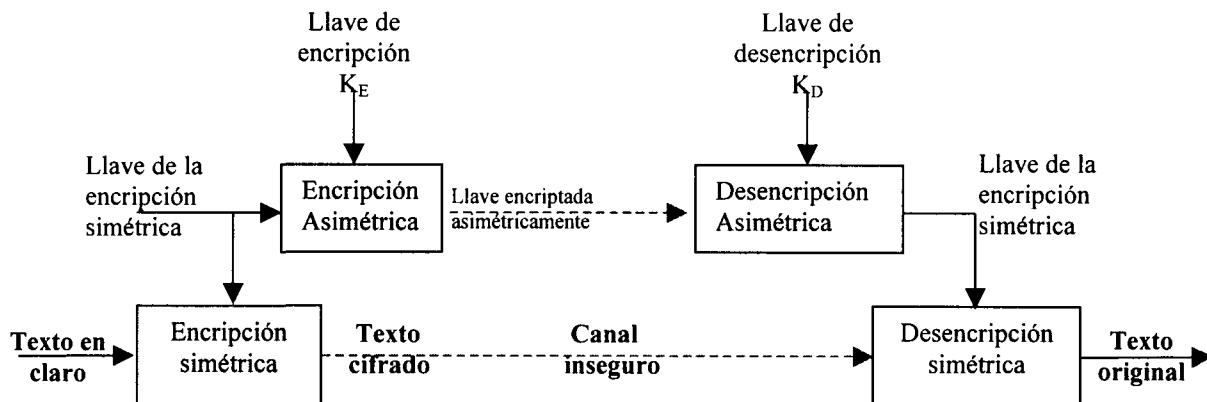 Llave de
encripción
K_E
Llave de
desencripción
K_D
Llave de la
encripción
simétrica
Encripción
Asimétrica
Llave encriptada
asimétricamente
Desencripción
Asimétrica
Llave de la
encripción
simétrica
Texto en
claro
Encripción
simétrica
Texto
cifrado
Canal
inseguro
Desencripción
simétrica
Texto
original